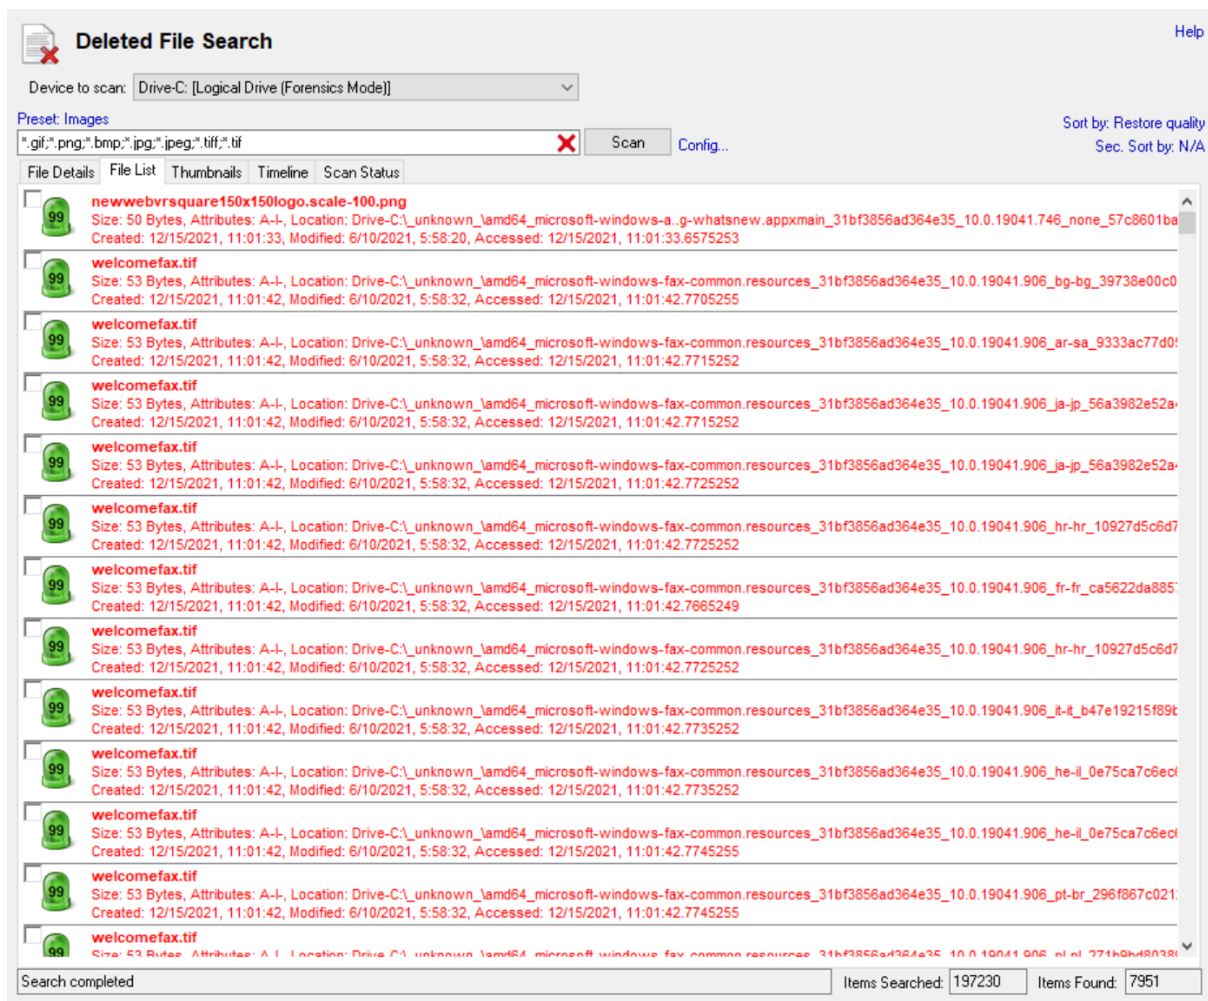 Deleted File Search
Help
Device to scan: Drive-C: [Logical Drive (Forensics Mode)]
Preset: Images
Sort by: Restore quality
*.gif;*.png;*.bmp;*.jpg;*.jpeg;*.tiff;*.tif
Scan
Config...
Sec. Sort by: N/A
File Details File List Thumbnails Timeline Scan Status
newwebvrsquare150x150logo.scale-100.png
99
Size: 50 Bytes, Attributes: A-I-, Location: Drive-C:\_unknown_\amd64_microsoft-windows-a..g-whatsnew.appxmain_31bf3856ad364e35_10.0.19041.746_none_57c8601ba
Created: 12/15/2021, 11:01:33, Modified: 6/10/2021, 5:58:20, Accessed: 12/15/2021, 11:01:33.6575253
welcomefax.tif
99
Size: 53 Bytes, Attributes: A-I-, Location: Drive-C:\_unknown_\amd64_microsoft-windows-fax-common.resources_31bf3856ad364e35_10.0.19041.906_bg-bg_39738e00c0
Created: 12/15/2021, 11:01:42, Modified: 6/10/2021, 5:58:32, Accessed: 12/15/2021, 11:01:42.7705255
welcomefax.tif
99
Size: 53 Bytes, Attributes: A-I-, Location: Drive-C:\_unknown_\amd64_microsoft-windows-fax-common.resources_31bf3856ad364e35_10.0.19041.906_ar-sa_9333ac77d05
Created: 12/15/2021, 11:01:42, Modified: 6/10/2021, 5:58:32, Accessed: 12/15/2021, 11:01:42.7715252
welcomefax.tif
99
Size: 53 Bytes, Attributes: A-I-, Location: Drive-C:\_unknown_\amd64_microsoft-windows-fax-common.resources_31bf3856ad364e35_10.0.19041.906_ja-jp_56a3982e52a
Created: 12/15/2021, 11:01:42, Modified: 6/10/2021, 5:58:32, Accessed: 12/15/2021, 11:01:42.7715252
welcomefax.tif
99
Size: 53 Bytes, Attributes: A-I-, Location: Drive-C:\_unknown_\amd64_microsoft-windows-fax-common.resources_31bf3856ad364e35_10.0.19041.906_ja-jp_56a3982e52a
Created: 12/15/2021, 11:01:42, Modified: 6/10/2021, 5:58:32, Accessed: 12/15/2021, 11:01:42.7725252
welcomefax.tif
99
Size: 53 Bytes, Attributes: A-I-, Location: Drive-C:\_unknown_\amd64_microsoft-windows-fax-common.resources_31bf3856ad364e35_10.0.19041.906_hr-hr_10927d5c6d7
Created: 12/15/2021, 11:01:42, Modified: 6/10/2021, 5:58:32, Accessed: 12/15/2021, 11:01:42.7725252
welcomefax.tif
99
Size: 53 Bytes, Attributes: A-I-, Location: Drive-C:\_unknown_\amd64_microsoft-windows-fax-common.resources_31bf3856ad364e35_10.0.19041.906_fr-fr_ca5622da885
Created: 12/15/2021, 11:01:42, Modified: 6/10/2021, 5:58:32, Accessed: 12/15/2021, 11:01:42.7665249
welcomefax.tif
99
Size: 53 Bytes, Attributes: A-I-, Location: Drive-C:\_unknown_\amd64_microsoft-windows-fax-common.resources_31bf3856ad364e35_10.0.19041.906_hr-hr_10927d5c6d7
Created: 12/15/2021, 11:01:42, Modified: 6/10/2021, 5:58:32, Accessed: 12/15/2021, 11:01:42.7725252
welcomefax.tif
99
Size: 53 Bytes, Attributes: A-I-, Location: Drive-C:\_unknown_\amd64_microsoft-windows-fax-common.resources_31bf3856ad364e35_10.0.19041.906_it-it_b47e19215f89b
Created: 12/15/2021, 11:01:42, Modified: 6/10/2021, 5:58:32, Accessed: 12/15/2021, 11:01:42.7735252
welcomefax.tif
99
Size: 53 Bytes, Attributes: A-I-, Location: Drive-C:\_unknown_\amd64_microsoft-windows-fax-common.resources_31bf3856ad364e35_10.0.19041.906_he-il_0e75ca7c6ec
Created: 12/15/2021, 11:01:42, Modified: 6/10/2021, 5:58:32, Accessed: 12/15/2021, 11:01:42.7735252
welcomefax.tif
99
Size: 53 Bytes, Attributes: A-I-, Location: Drive-C:\_unknown_\amd64_microsoft-windows-fax-common.resources_31bf3856ad364e35_10.0.19041.906_he-il_0e75ca7c6ec
Created: 12/15/2021, 11:01:42, Modified: 6/10/2021, 5:58:32, Accessed: 12/15/2021, 11:01:42.7745255
welcomefax.tif
99
Size: 53 Bytes, Attributes: A-I-, Location: Drive-C:\_unknown_\amd64_microsoft-windows-fax-common.resources_31bf3856ad364e35_10.0.19041.906_pt-br_296f867c021
Created: 12/15/2021, 11:01:42, Modified: 6/10/2021, 5:58:32, Accessed: 12/15/2021, 11:01:42.7745255
welcomefax.tif
99
Size: 53 Bytes, Attributes: A-I-, Location: Drive-C:\_unknown_\amd64_microsoft-windows-fax-common.resources_31bf3856ad364e35_10.0.19041.906
Search completed
Items Searched: 197230
Items Found: 7951